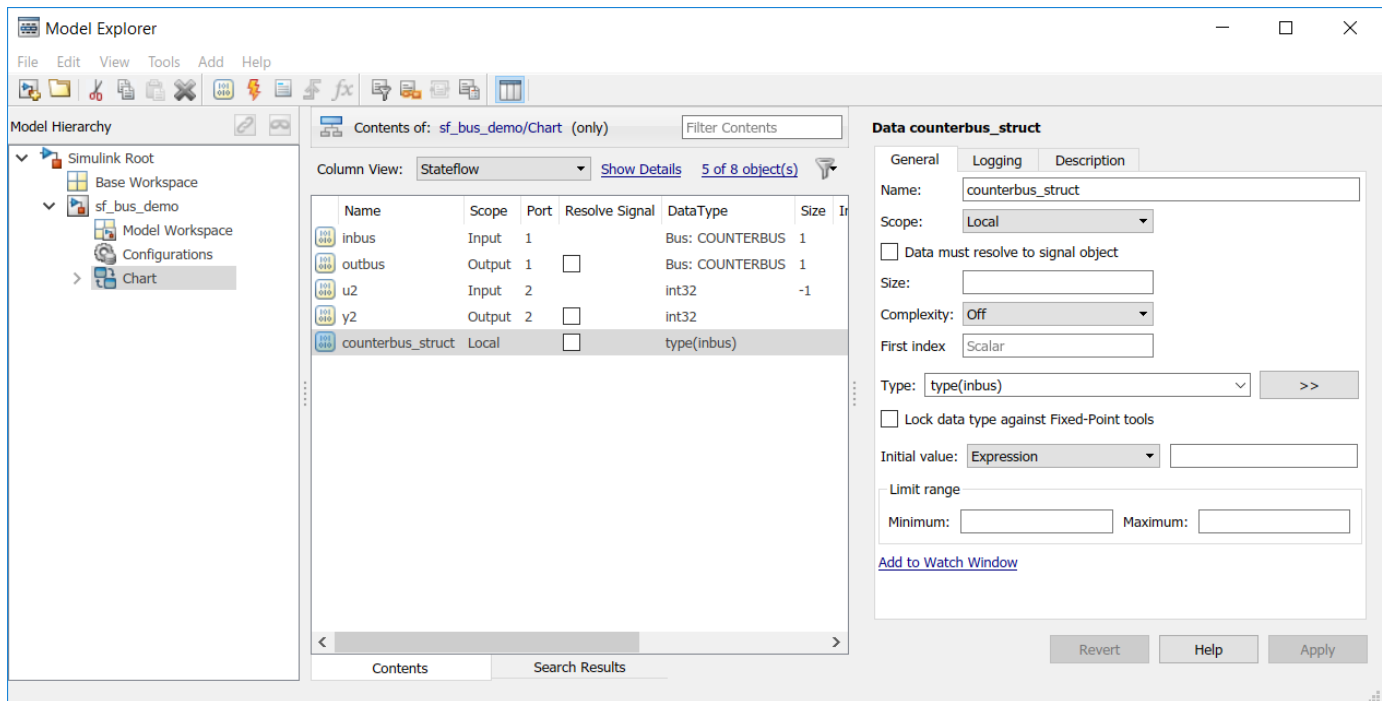 Model Explorer
File Edit View Tools Add Help
Model Hierarchy
Simulink Root
Base Workspace
sf_bus_demo
Model Workspace
Configurations
Chart
Contents of: sf_bus_demo/Chart (only)
Filter Contents
Column View: Stateflow Show Details 5 of 8 object(s)
Name Scope Port Resolve Signal DataType Size Ir
inbus Input 1 Bus: COUNTERBUS 1
outbus Output 1 Bus: COUNTERBUS 1
u2 Input 2 int32 -1
y2 Output 2 int32
counterbus_struct Local type(inbus)
Contents Search Results
Data counterbus_struct
General Logging Description
Name: counterbus_struct
Scope: Local
Data must resolve to signal object
Size:
Complexity: Off
First index Scalar
Type: type(inbus) >>
Lock data type against Fixed-Point tools
Initial value: Expression
Limit range
Minimum: Maximum:
Add to Watch Window
Revert Help Apply